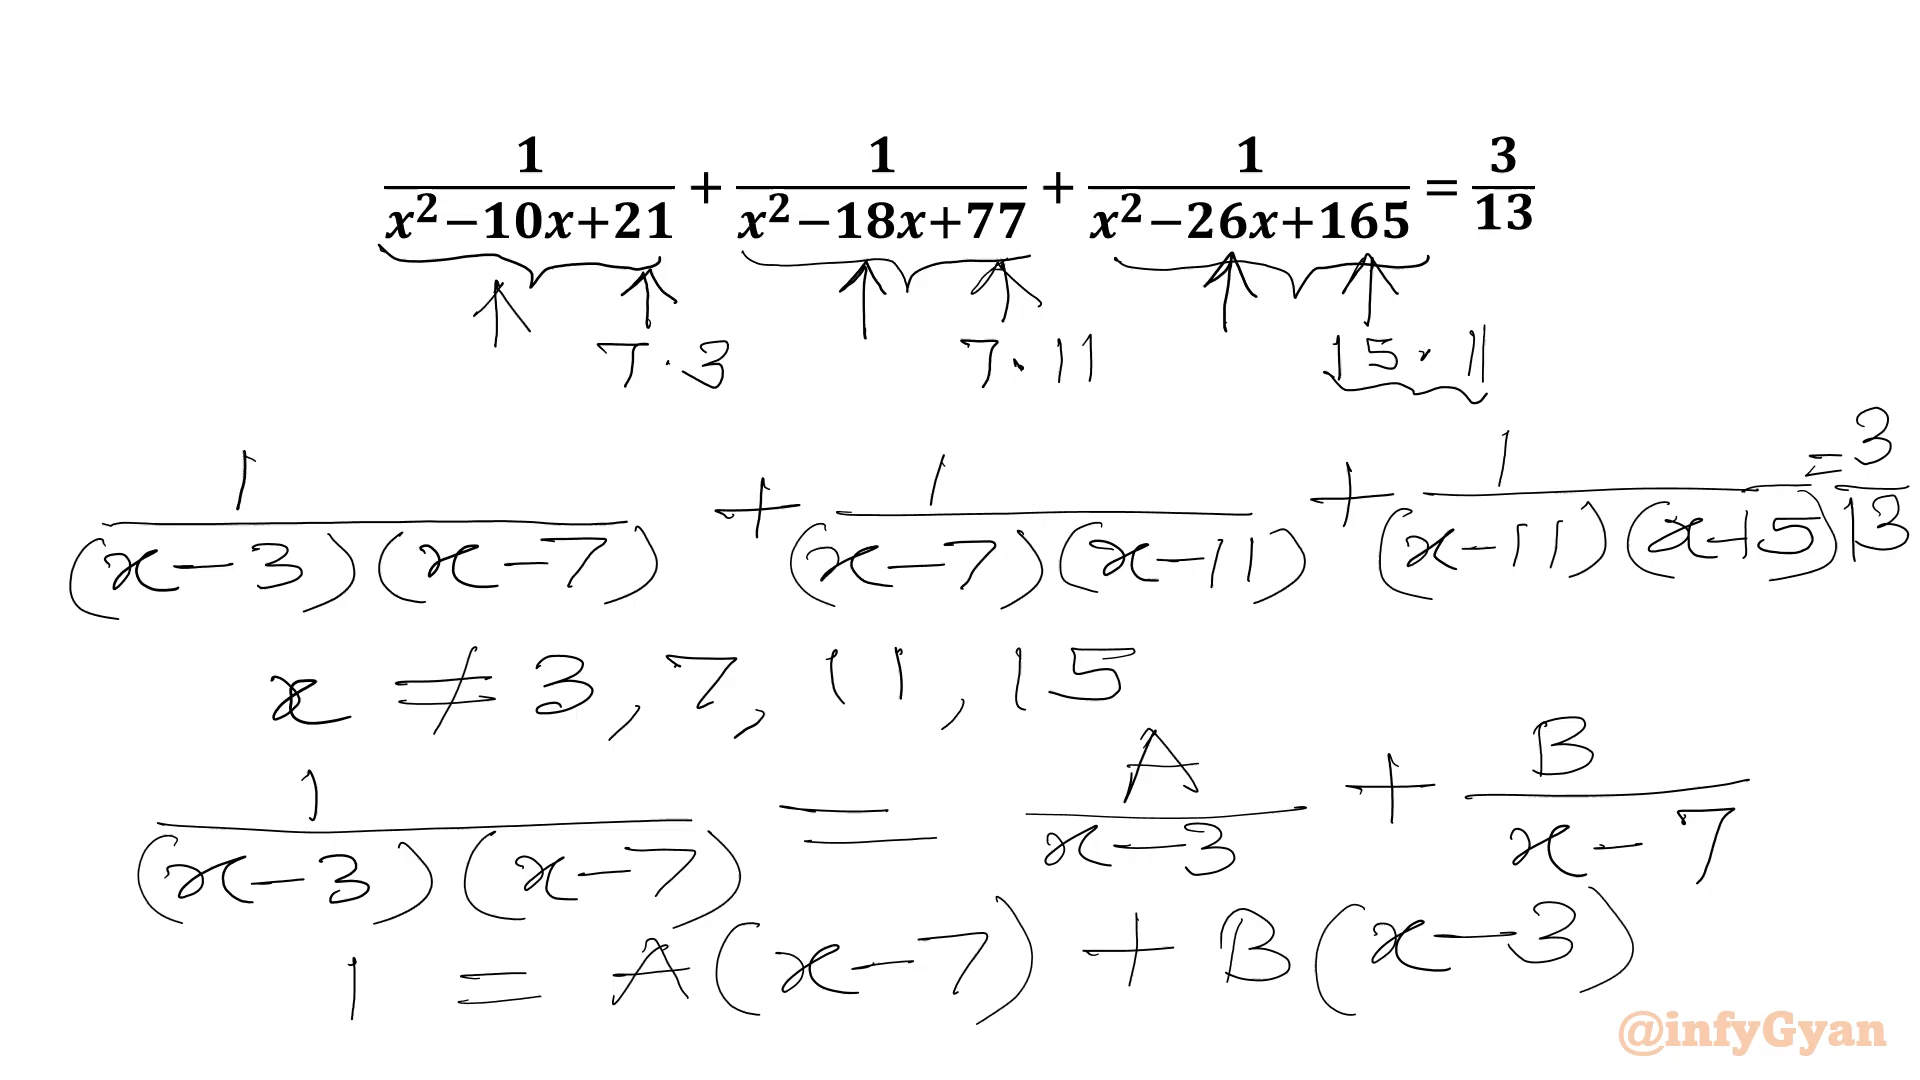 1/(x²−10x+21) + 1/(x²−18x+77) + 1/(x²−26x+165) = 3/13
7·3 7·11 15·11
1/((x−3)(x−7)) + 1/((x−7)(x−11)) + 1/((x−11)(x−15)) = 3/13
x ≠ 3, 7, 11, 15
1/((x−3)(x−7)) = A/(x−3) + B/(x−7)
1 = A(x−7) + B(x−3)
@infyGyan